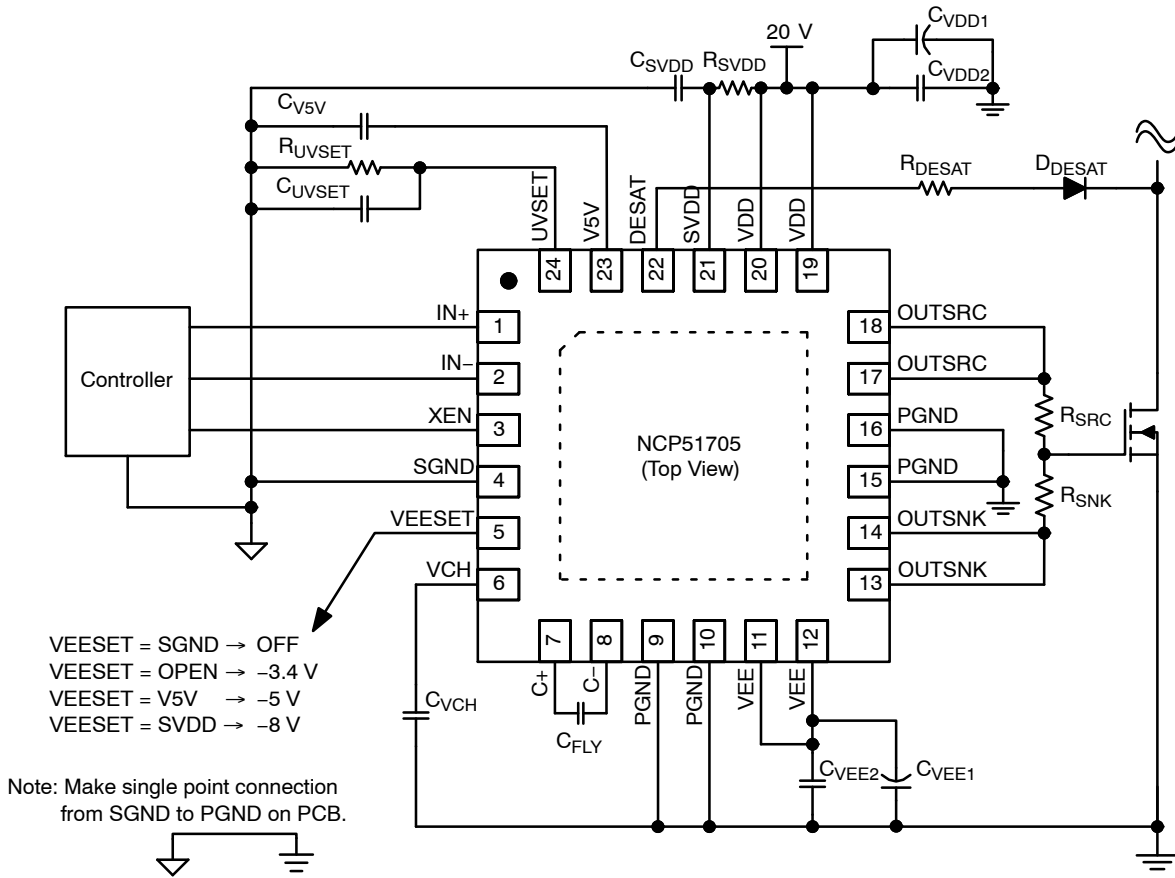 20 V
CVDD1
CSVDD
RSVDD
CVDD2
CV5V
RUVSET
CUVSET
RDESAT
DDESAT
UVSET
V5V
DESAT
SVDD
VDD
VDD
24
23
22
21
20
19
Controller
IN+
1
IN−
2
XEN
3
SGND
4
VEESET
5
VCH
6
NCP51705
(Top View)
18
OUTSRC
17
OUTSRC
16
PGND
15
PGND
14
OUTSNK
13
OUTSNK
RSRC
RSNK
7
8
9
10
11
12
C+
C−
PGND
PGND
VEE
VEE
VEESET = SGND → OFF
VEESET = OPEN → −3.4 V
VEESET = V5V → −5 V
VEESET = SVDD → −8 V
CVCH
CFLY
CVEE2
CVEE1
Note: Make single point connection
from SGND to PGND on PCB.